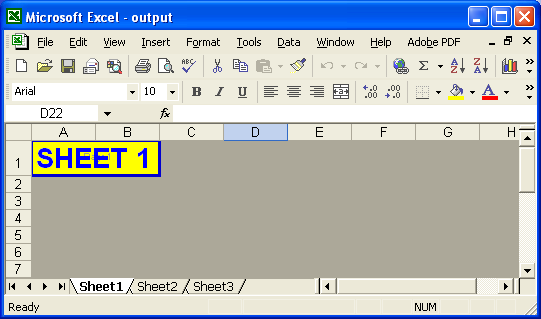 Microsoft Excel - output
File Edit View Insert Format Tools Data Window Help Adobe PDF
Arial 10 B I U
D22 fx
A B C D E F G H
1 SHEET 1
2
3
4
5
6
7
Sheet1 Sheet2 Sheet3
Ready NUM